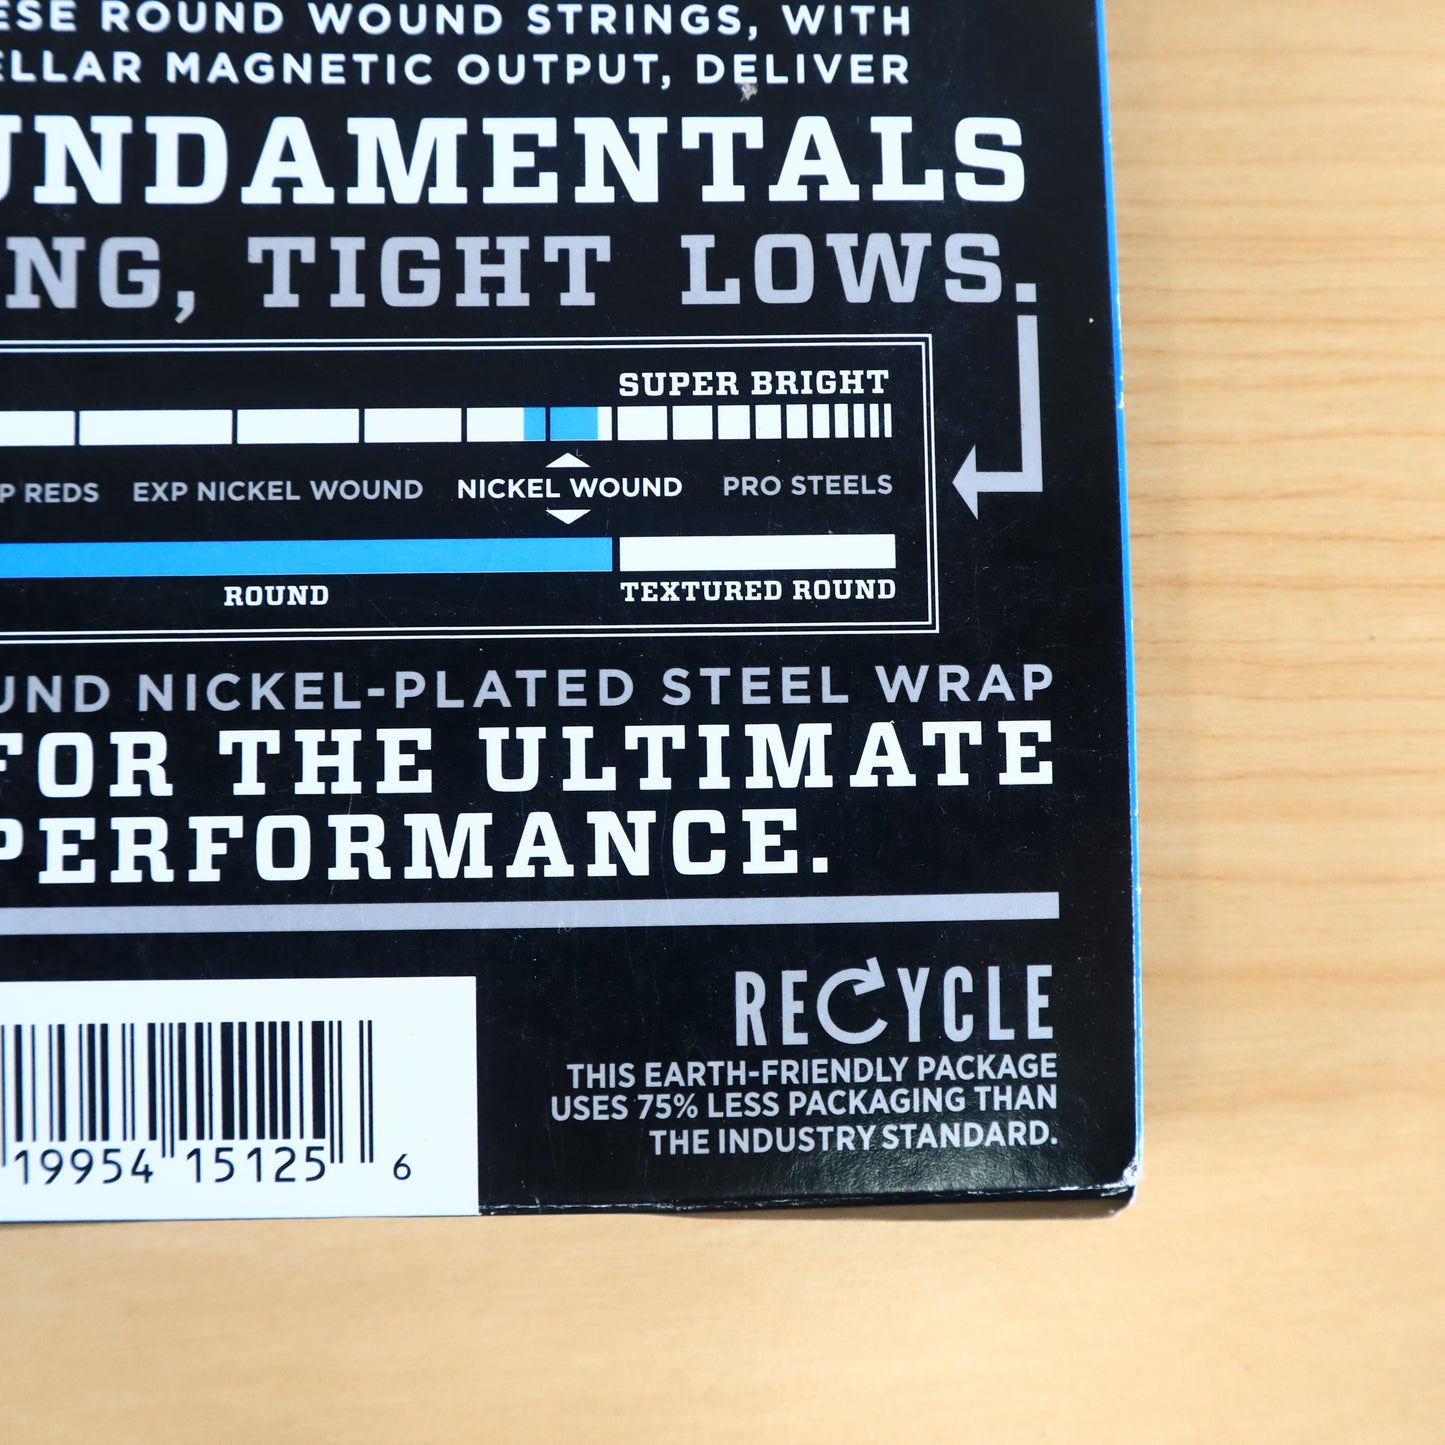 ESE ROUND WOUND STRINGS, WITH
ELLAR MAGNETIC OUTPUT, DELIVER
UNDAMENTALS
NG, TIGHT LOWS.
SUPER BRIGHT
P REDS EXP NICKEL WOUND NICKEL WOUND PRO STEELS
ROUND TEXTURED ROUND
UND NICKEL-PLATED STEEL WRAP
FOR THE ULTIMATE
PERFORMANCE.
RECYCLE
THIS EARTH-FRIENDLY PACKAGE
USES 75% LESS PACKAGING THAN
THE INDUSTRY STANDARD.
19954 15125 6